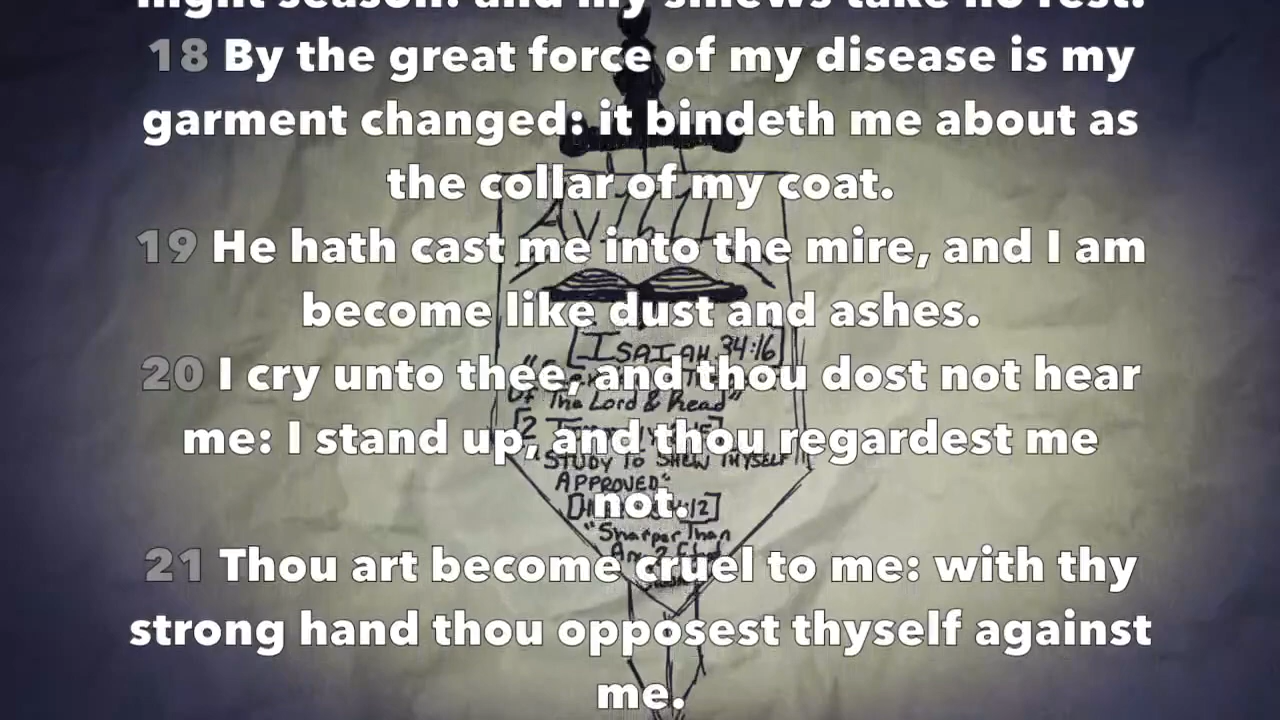 night season: and my sinews take no rest.
18 By the great force of my disease is my
garment changed: it bindeth me about as
the collar of my coat.
AV1611
19 He hath cast me into the mire, and I am
become like dust and ashes.
[ISAIAH 34:16]
20 I cry unto thee, and thou dost not hear
Of The Lord & Read"
me: I stand up, and thou regardest me
"STUDY TO SHEW THYSELF
APPROVED"
not.
"Sharper Than
21 Thou art become cruel to me: with thy
strong hand thou opposest thyself against
me.